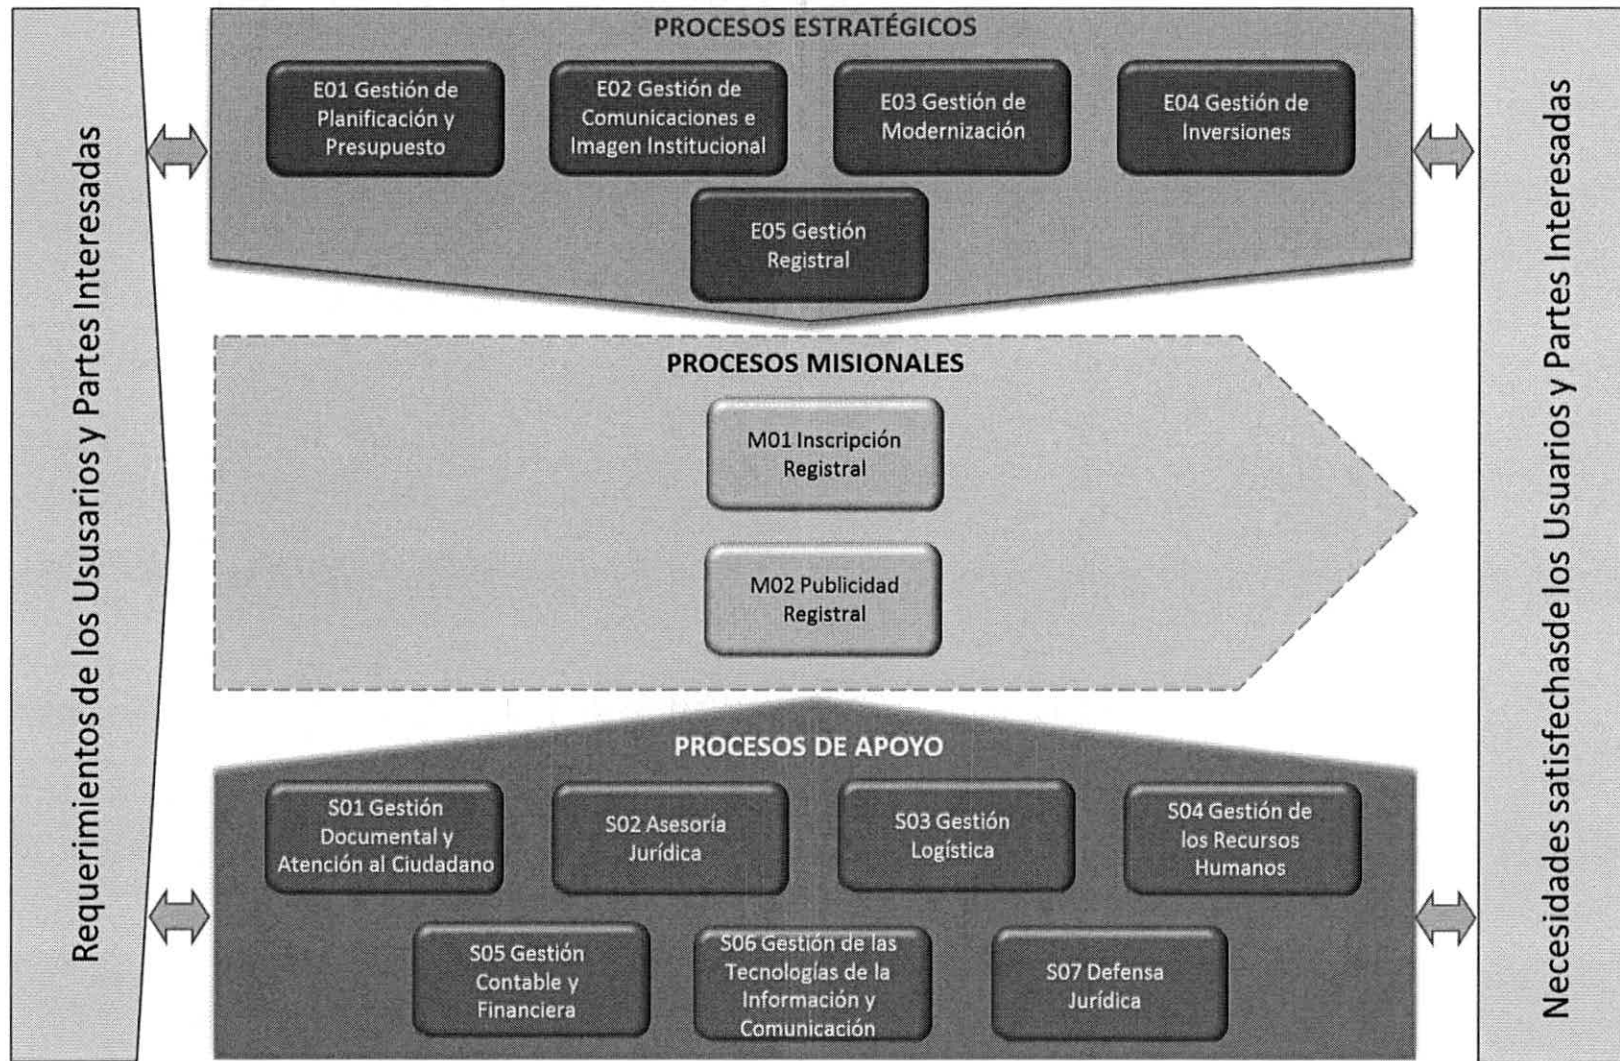 Requerimientos de los Ususarios y Partes Interesadas
PROCESOS ESTRATÉGICOS
E01 Gestión de
Planificación y
Presupuesto
E02 Gestión de
Comunicaciones e
Imagen Institucional
E03 Gestión de
Modernización
E04 Gestión de
Inversiones
E05 Gestión
Registral
PROCESOS MISIONALES
M01 Inscripción
Registral
M02 Publicidad
Registral
PROCESOS DE APOYO
S01 Gestión
Documental y
Atención al Ciudadano
S02 Asesoría
Jurídica
S03 Gestión
Logística
S04 Gestión de
los Recursos
Humanos
S05 Gestión
Contable y
Financiera
S06 Gestión de las
Tecnologías de la
Información y
Comunicación
S07 Defensa
Jurídica
Necesidades satisfechasde los Usuarios y Partes Interesadas